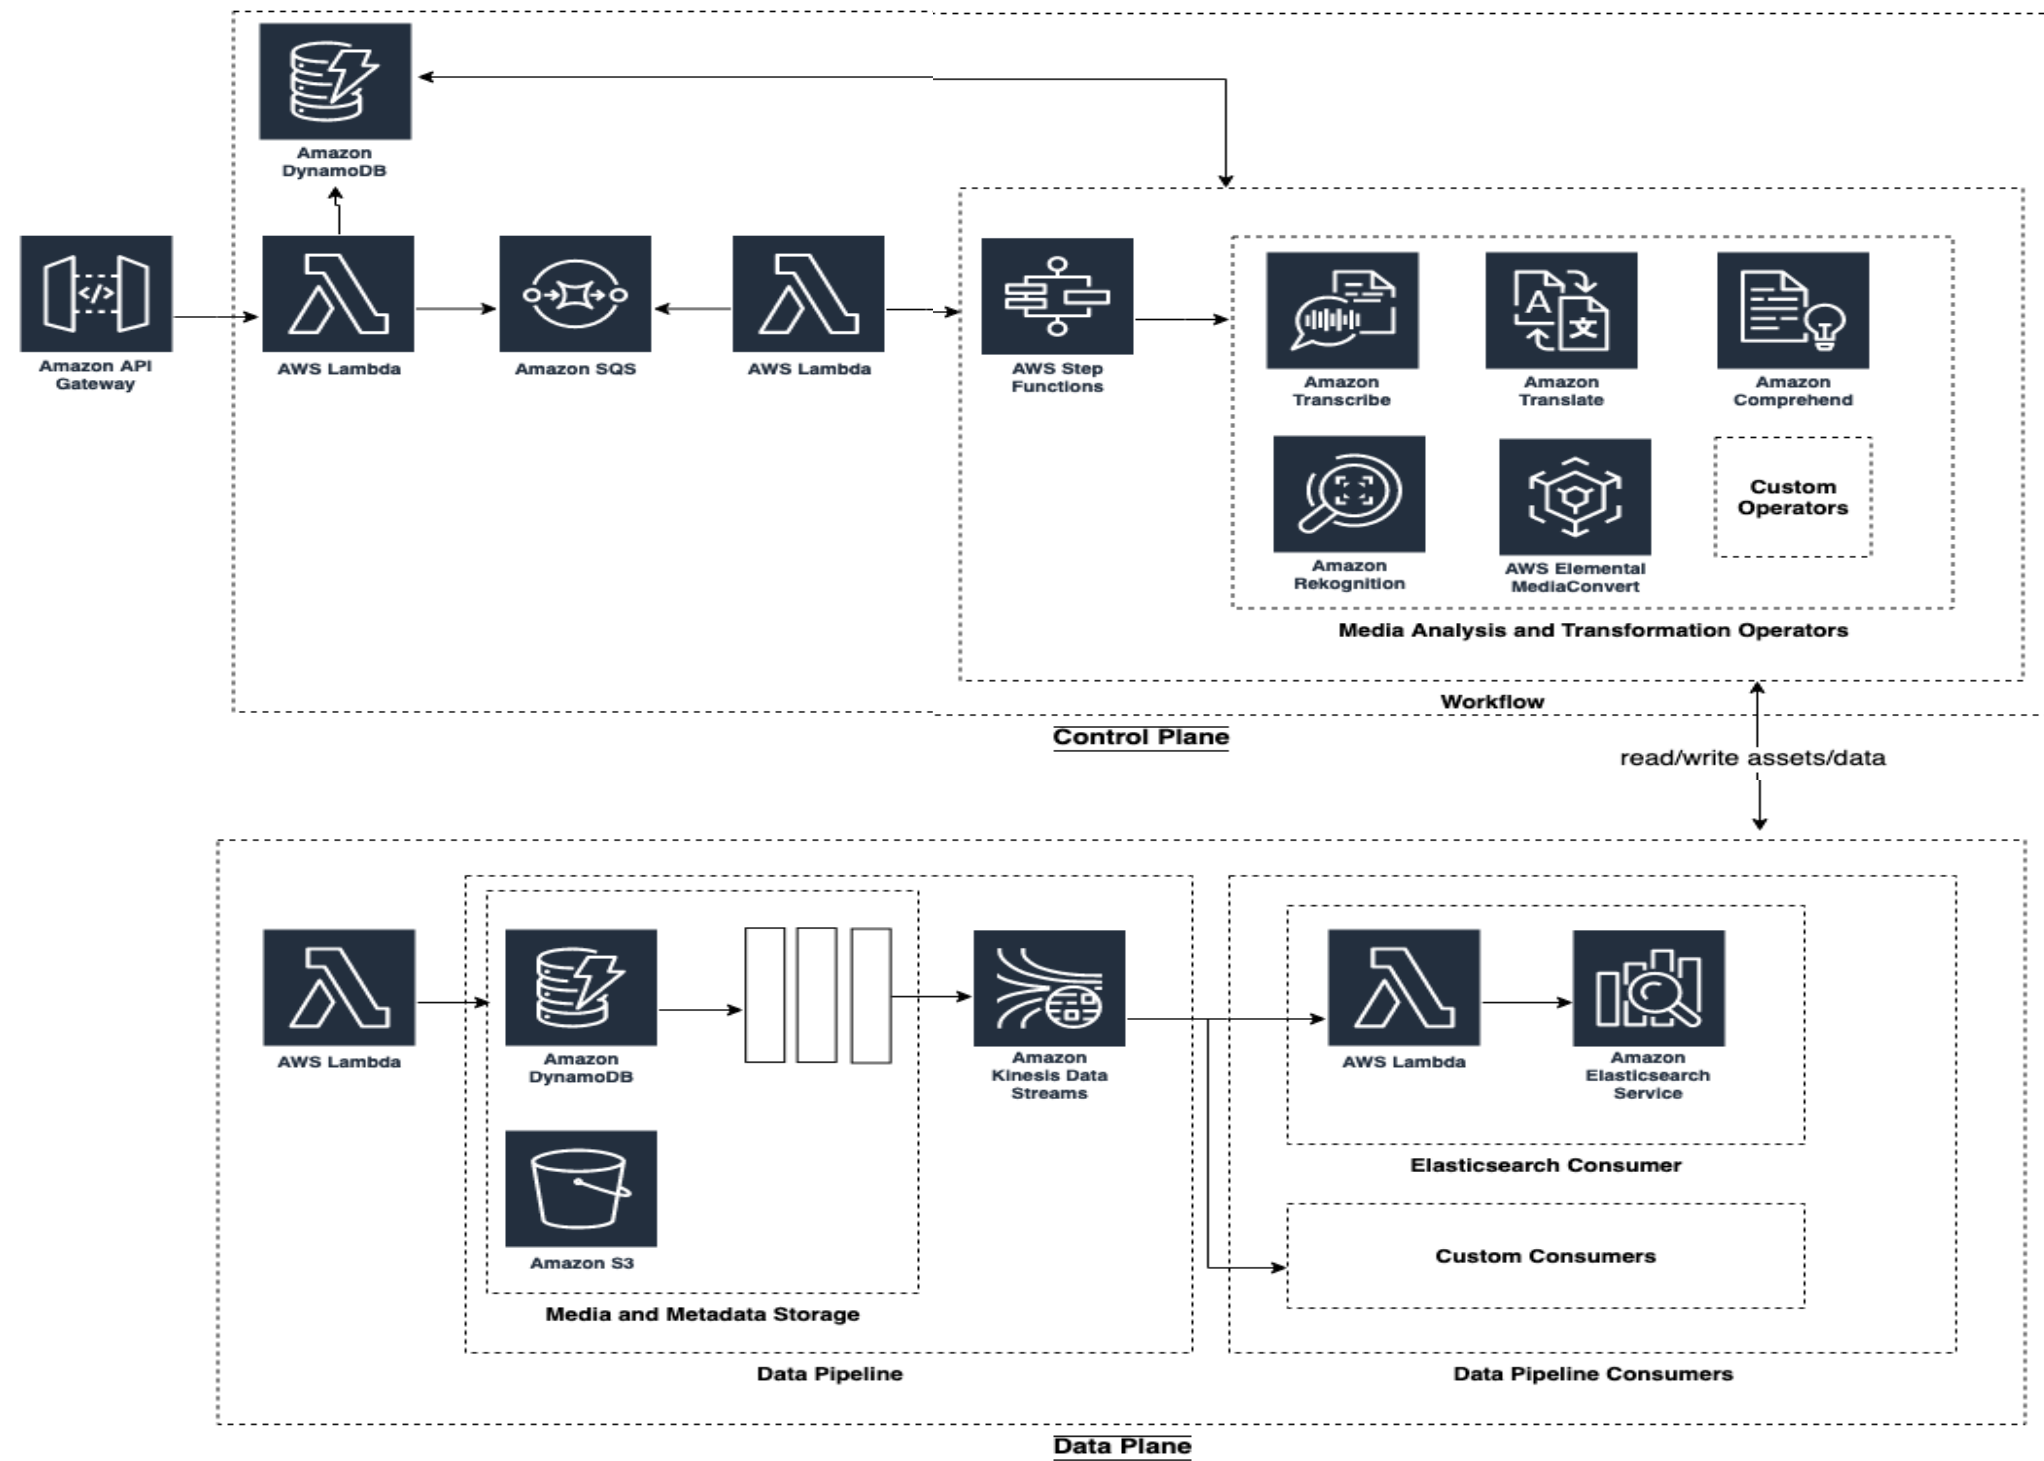 Amazon
DynamoDB
Amazon API
Gateway
</>
AWS Lambda
Amazon SQS
AWS Lambda
AWS Step
Functions
Amazon
Transcribe
A
文
Amazon
Translate
Amazon
Comprehend
Amazon
Rekognition
AWS Elemental
MediaConvert
Custom
Operators
Media Analysis and Transformation Operators
Workflow
Control Plane
read/write assets/data
AWS Lambda
Amazon
DynamoDB
Amazon S3
Media and Metadata Storage
Amazon
Kinesis Data
Streams
Data Pipeline
AWS Lambda
Amazon
Elasticsearch
Service
Elasticsearch Consumer
Custom Consumers
Data Pipeline Consumers
Data Plane